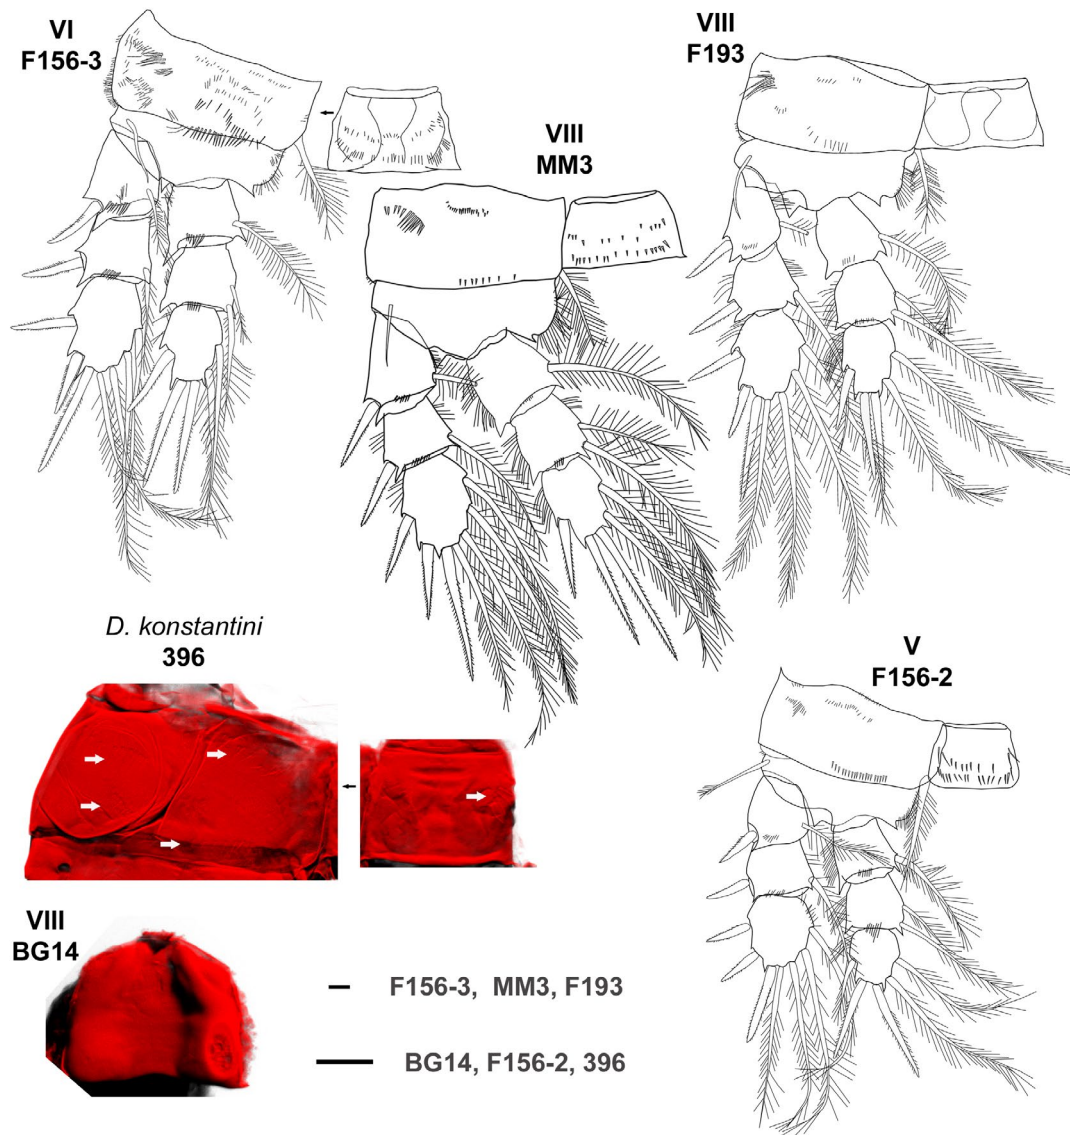 VI
F156-3
VIII
F193
VIII
MM3
D. konstantini
396
V
F156-2
VIII
BG14
F156-3, MM3, F193
BG14, F156-2, 396